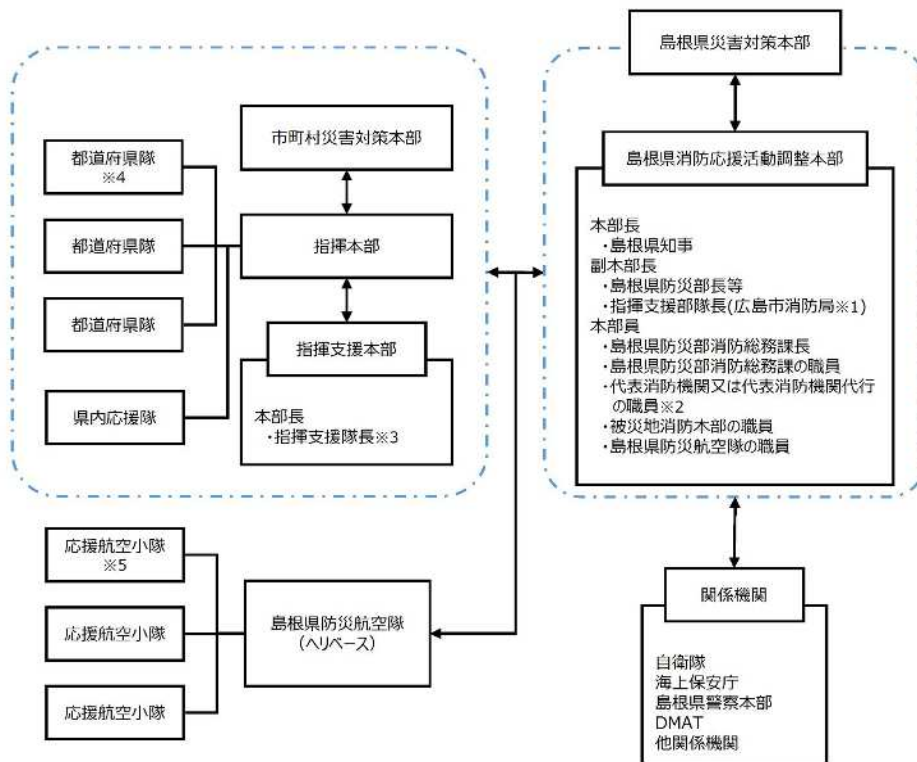 島根県災害対策本部
市町村災害対策本部
都道府県隊
※4
島根県消防応援活動調整本部
都道府県隊
指揮本部
都道府県隊
指揮支援本部
県内応援隊
本部長
・指揮支援隊長※3
本部長
・島根県知事
副本部長
・島根県防災部長等
・指揮支援部隊長(広島市消防局※1)
本部員
・島根県防災部消防総務課長
・島根県防災部消防総務課の職員
・代表消防機関又は代表消防機関代行
の職員※2
・被災地消防本部の職員
・島根県防災航空隊の職員
応援航空小隊
※5
応援航空小隊
応援航空小隊
島根県防災航空隊
(ヘリベース)
関係機関
自衛隊
海上保安庁
島根県警察本部
DMAT
他関係機関